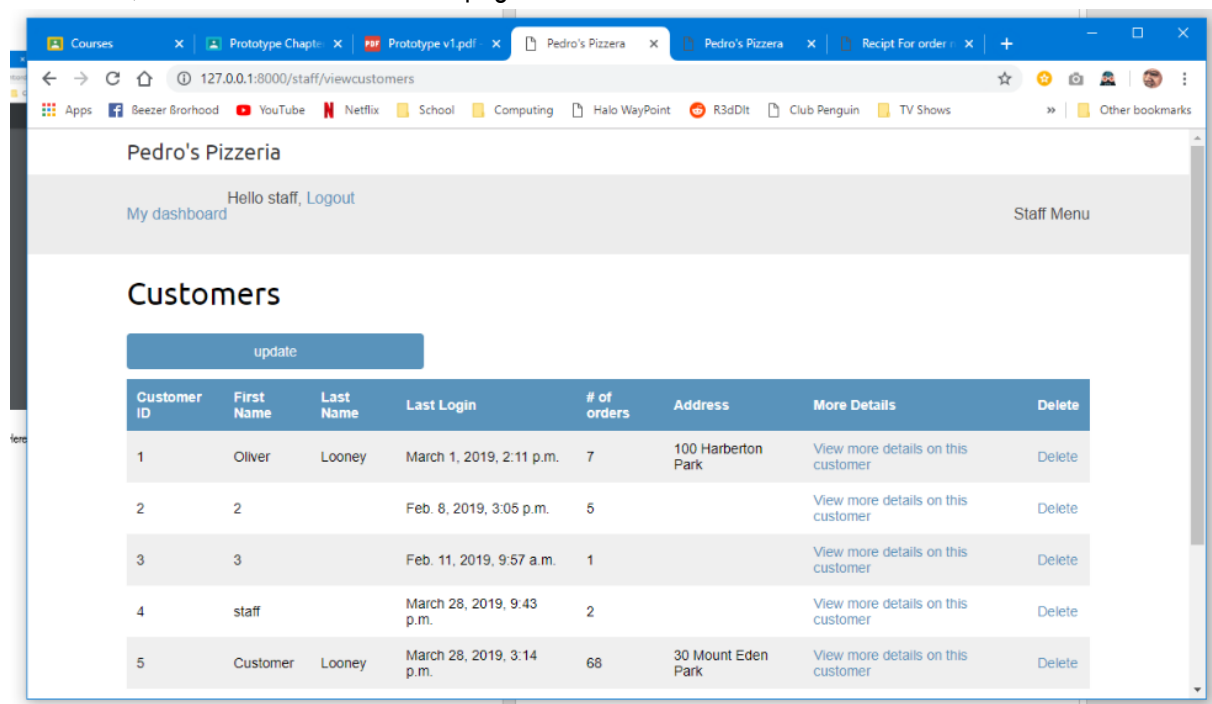 Courses Prototype Chapte Prototype v1.pdf - Pedro's Pizzera Pedro's Pizzera Recipt For order n
127.0.0.1:8000/staff/viewcustomers
Apps Beezer Brorhood YouTube Netflix School Computing Halo WayPoint R3dDIt Club Penguin TV Shows » Other bookmarks
Pedro's Pizzeria
Hello staff, Logout
My dashboard Staff Menu
Customers
update
Customer ID First Name Last Name Last Login # of orders Address More Details Delete
1 Oliver Looney March 1, 2019, 2:11 p.m. 7 100 Harberton Park View more details on this customer Delete
2 2 Feb. 8, 2019, 3:05 p.m. 5 View more details on this customer Delete
3 3 Feb. 11, 2019, 9:57 a.m. 1 View more details on this customer Delete
4 staff March 28, 2019, 9:43 p.m. 2 View more details on this customer Delete
5 Customer Looney March 28, 2019, 3:14 p.m. 68 30 Mount Eden Park View more details on this customer Delete